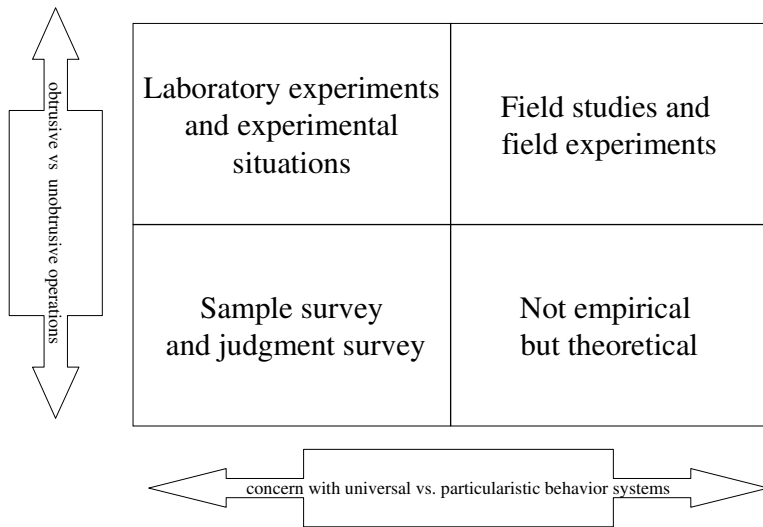 obtrusive vs unobtrusive operations
Laboratory experiments
and experimental
situations
Field studies and
field experiments
Sample survey
and judgment survey
Not empirical
but theoretical
concern with universal vs. particularistic behavior systems